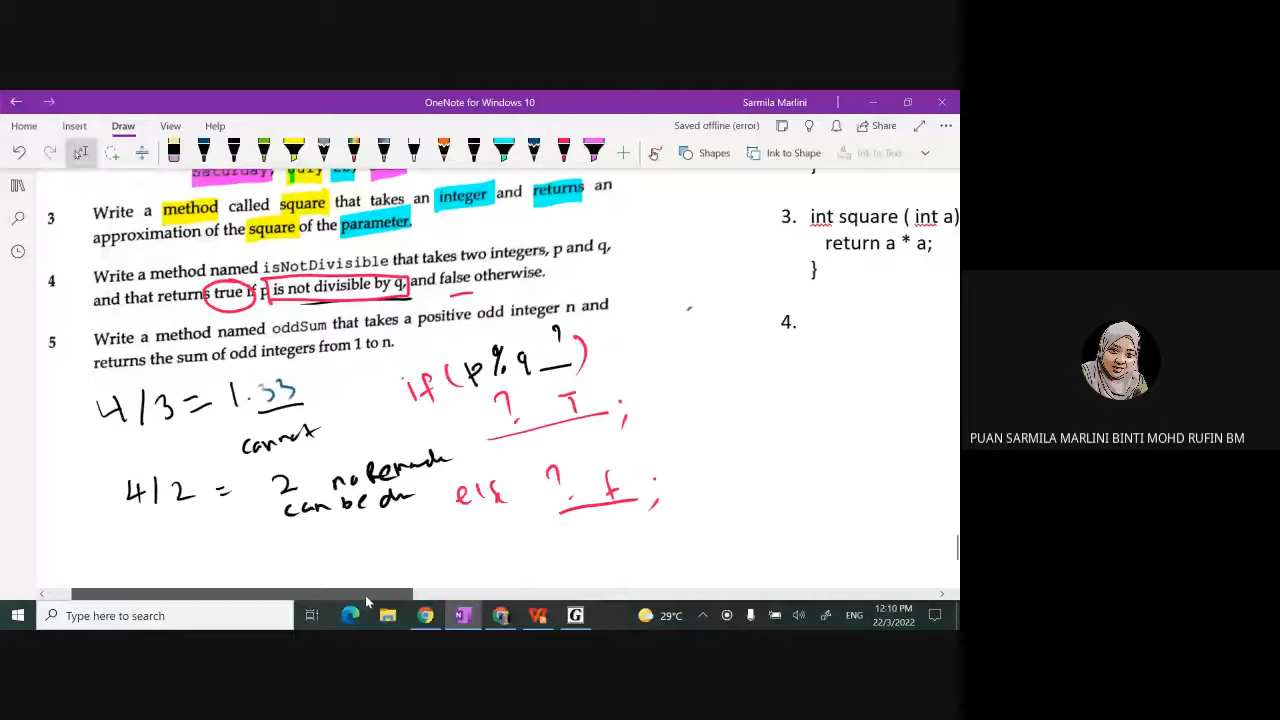 OneNote for Windows 10
Sarmila Marlini
Home Insert Draw View Help
Saved offline (error)
Share
Shapes
Ink to Shape
Ink to Text
Saturday, July 20,
3 Write a method called square that takes an integer and returns an
approximation of the square of the parameter.
4 Write a method named isNotDivisible that takes two integers, p and q,
and that returns true if p is not divisible by q, and false otherwise.
5 Write a method named oddSum that takes a positive odd integer n and
returns the sum of odd integers from 1 to n.
4/3 = 1.33
cannot
4/2 = 2 no
can be
if (p%q __ ?)
? T ;
else ? f ;
}
3. int square ( int a)
return a * a;
}
4.
PUAN SARMILA MARLINI BINTI MOHD RUFIN BM
Type here to search
29°C
ENG
12:10 PM
22/3/2022